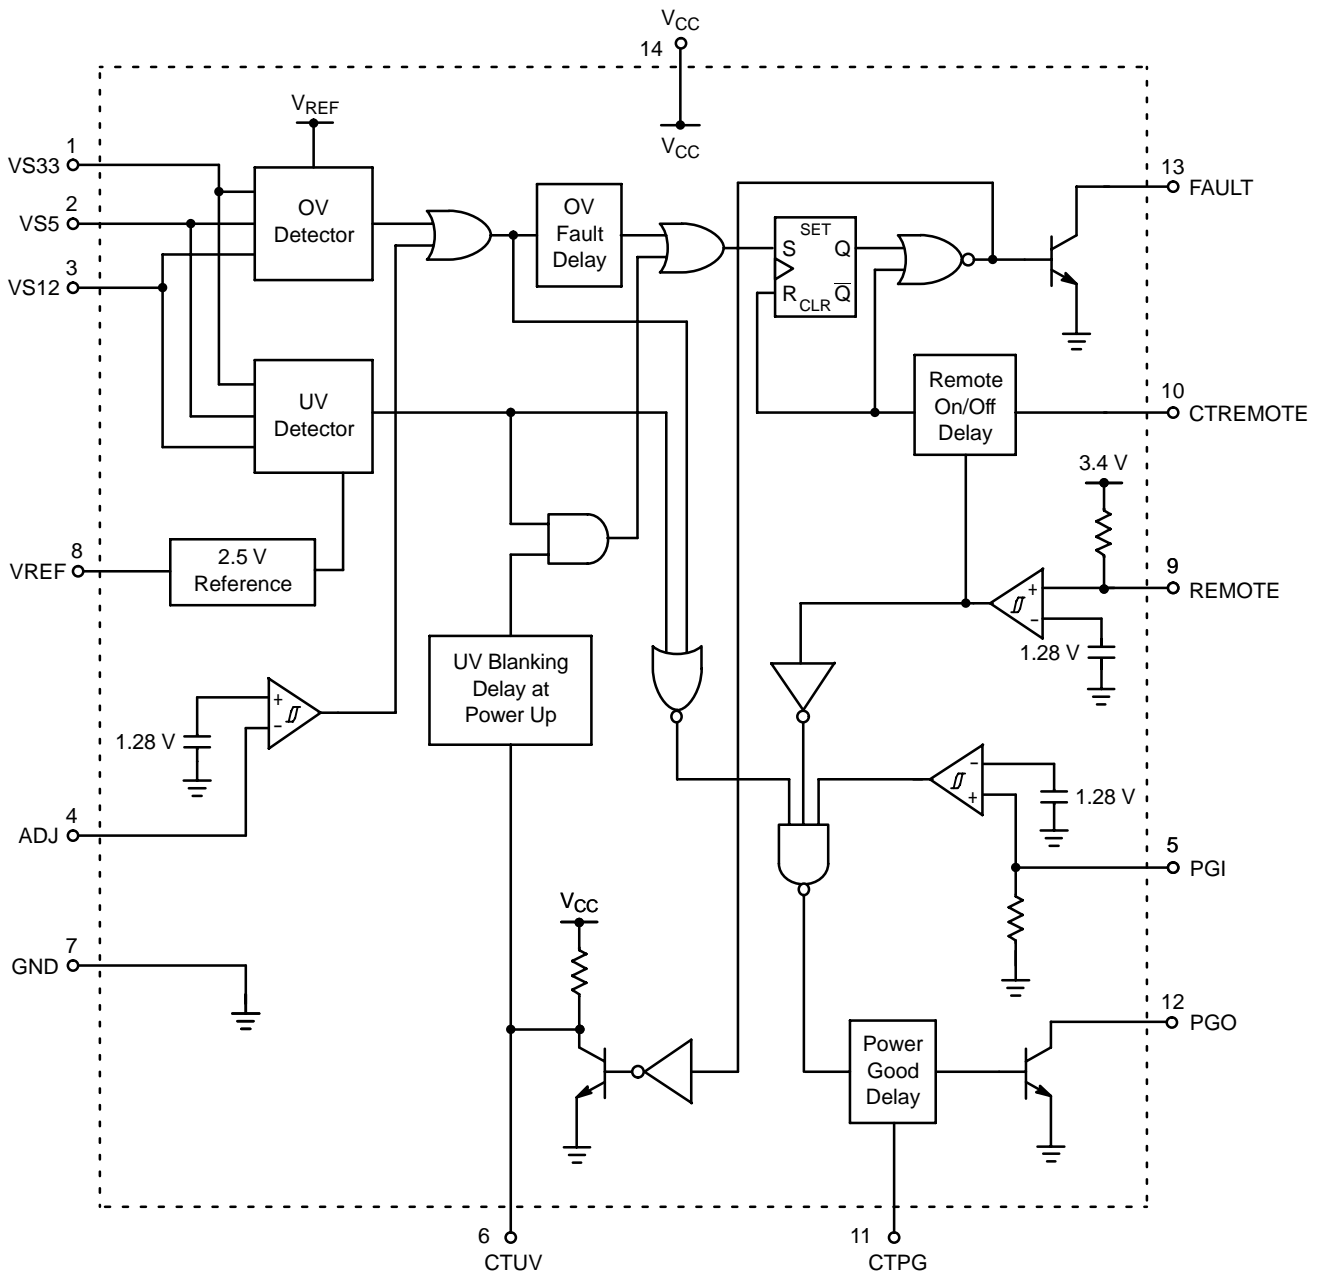 VCC
14
VCC
VREF
1
VS33
2
VS5
3
VS12
OV
Detector
OV
Fault
Delay
SET
S
Q
R
CLR
Q̅
13
FAULT
UV
Detector
Remote
On/Off
Delay
10
CTREMOTE
3.4 V
8
VREF
2.5 V
Reference
9
REMOTE
+
−
1.28 V
UV Blanking
Delay at
Power Up
+
−
1.28 V
−
+
1.28 V
4
ADJ
5
PGI
VCC
7
GND
12
PGO
Power
Good
Delay
6
CTUV
11
CTPG